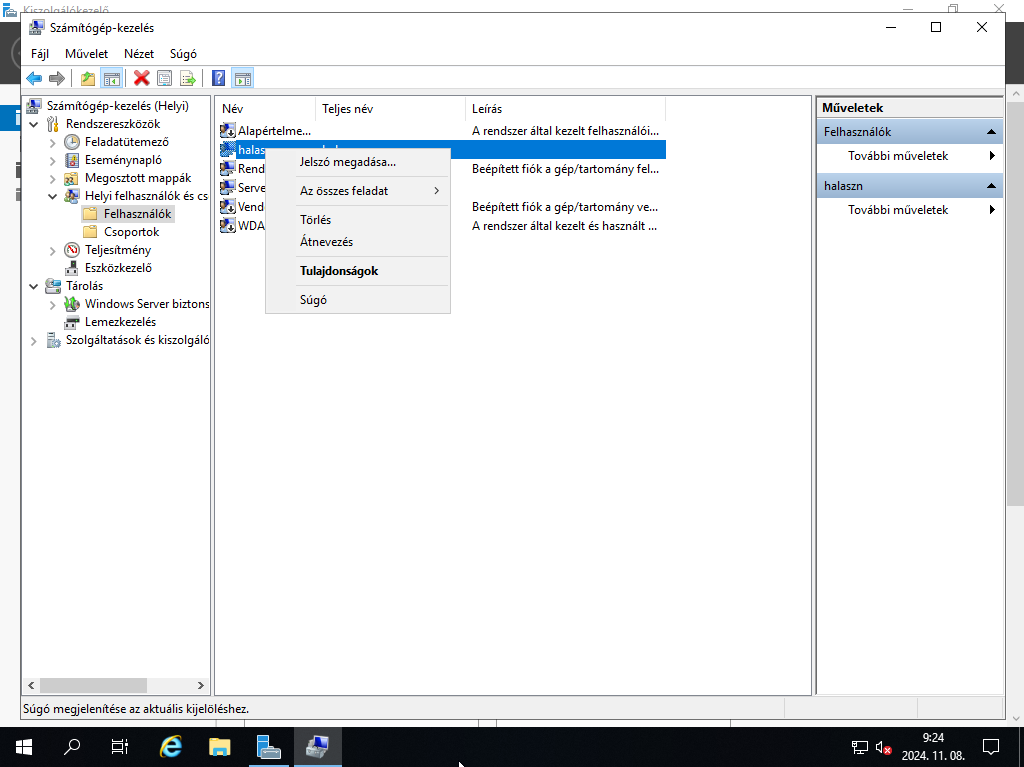 Kiszolgálókezelő
Számítógép-kezelés
Fájl Művelet Nézet Súgó
Számítógép-kezelés (Helyi)
Rendszereszközök
Feladatütemező
Eseménynapló
Megosztott mappák
Helyi felhasználók és cs
Felhasználók
Csoportok
Teljesítmény
Eszközkezelő
Tárolás
Windows Server biztons
Lemezkezelés
Szolgáltatások és kiszolgáló
Név Teljes név Leírás
Alapértelme... A rendszer által kezelt felhasználói...
halas
Rend Beépített fiók a gép/tartomány fel...
Serve
Vend Beépített fiók a gép/tartomány ve...
WDA A rendszer által kezelt és használt ...
Jelszó megadása...
Az összes feladat
Törlés
Átnevezés
Tulajdonságok
Súgó
Műveletek
Felhasználók
További műveletek
halaszn
További műveletek
Súgó megjelenítése az aktuális kijelöléshez.
9:24
2024. 11. 08.